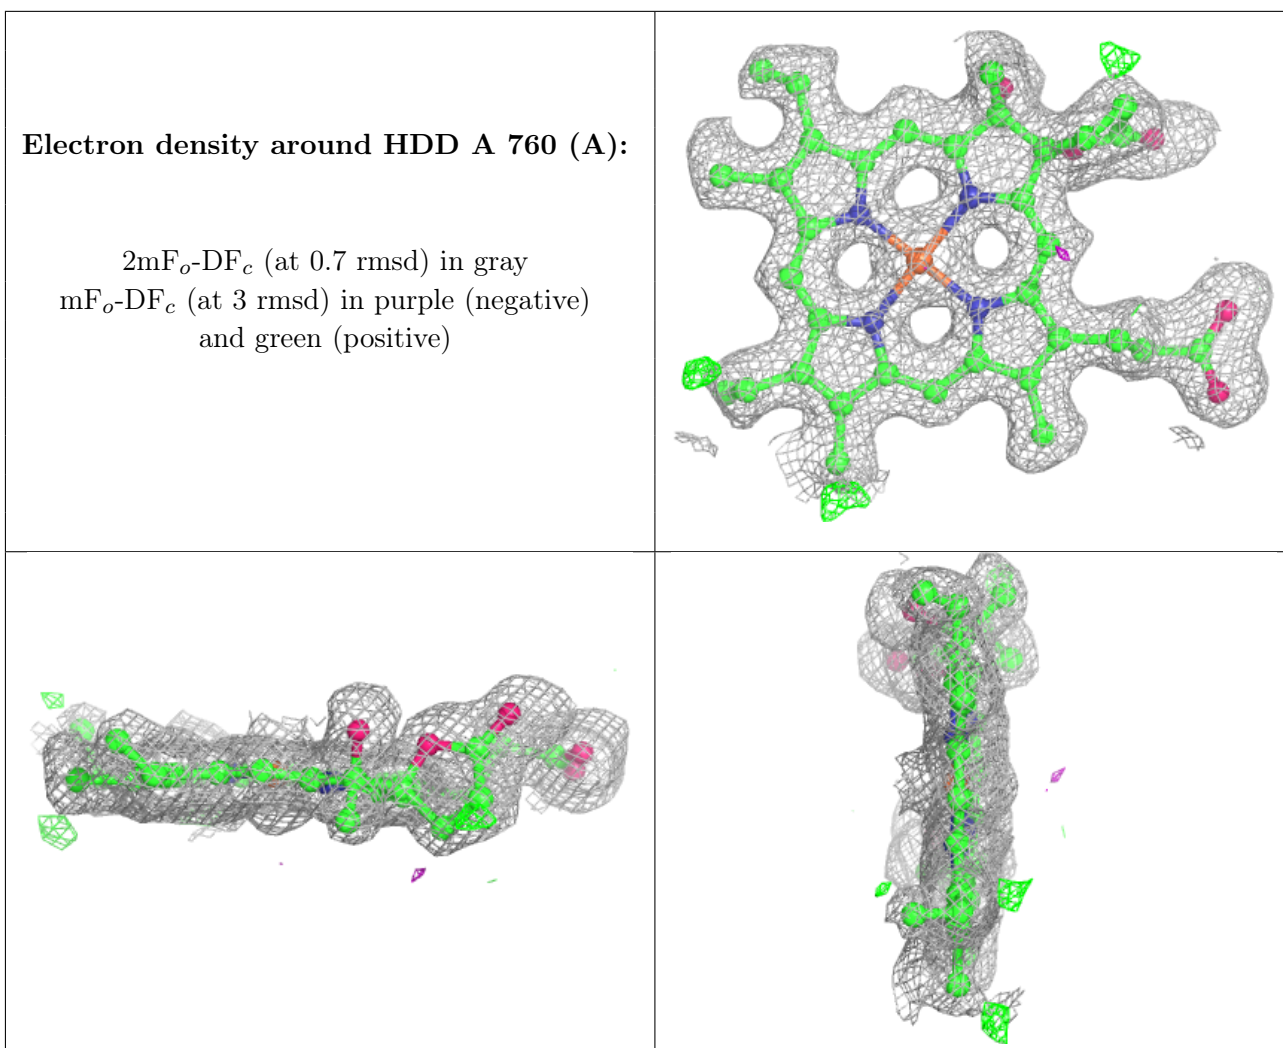 Electron density around HDD A 760 (A):
2mFo-DFc (at 0.7 rmsd) in gray
mFo-DFc (at 3 rmsd) in purple (negative)
and green (positive)